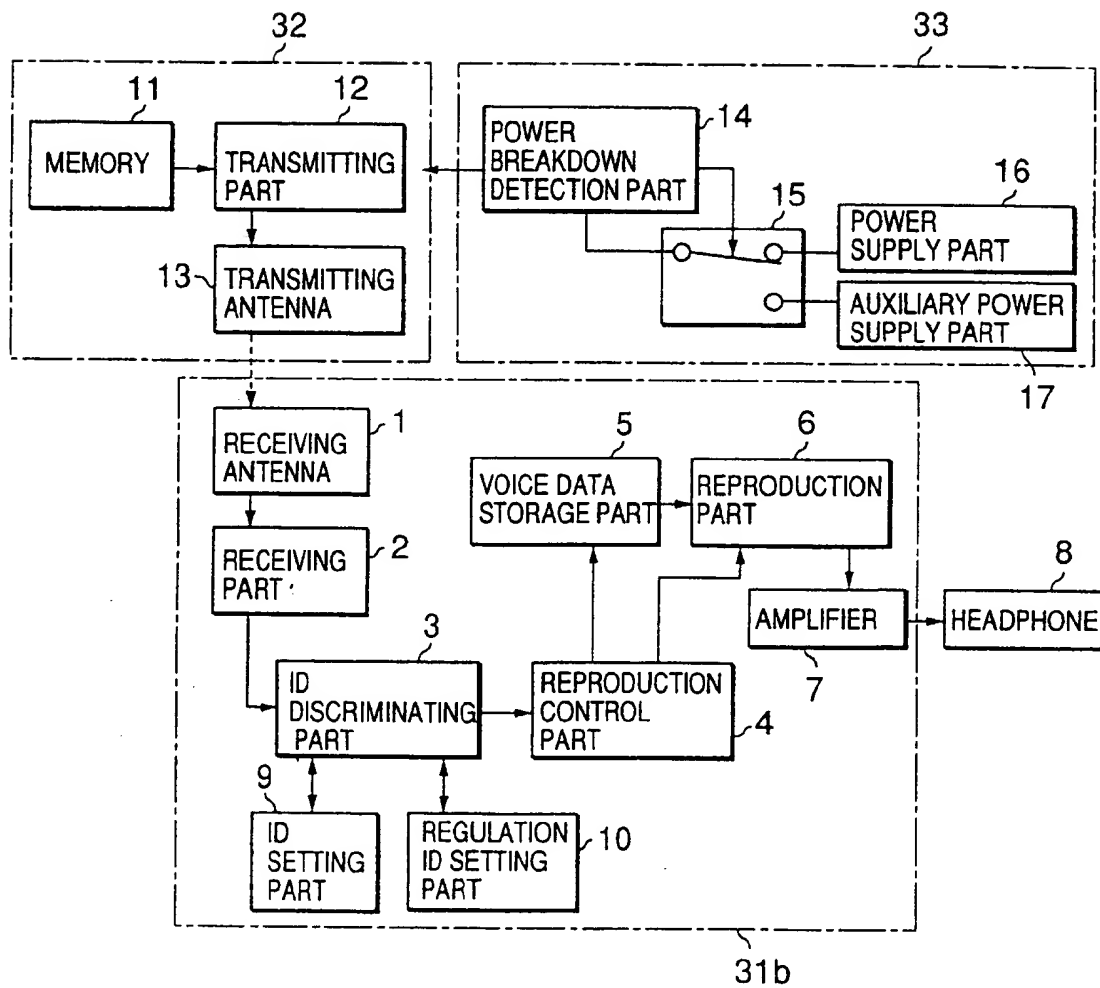 32
33
11
12
MEMORY
TRANSMITTING
PART
13
TRANSMITTING
ANTENNA
POWER
BREAKDOWN
DETECTION PART
14
15
16
POWER
SUPPLY PART
AUXILIARY POWER
SUPPLY PART
17
RECEIVING
ANTENNA
1
RECEIVING
PART
2
5
VOICE DATA
STORAGE PART
6
REPRODUCTION
PART
AMPLIFIER
7
8
HEADPHONE
3
ID
DISCRIMINATING
PART
REPRODUCTION
CONTROL
PART
4
9
ID
SETTING
PART
REGULATION
ID SETTING
PART
10
31b